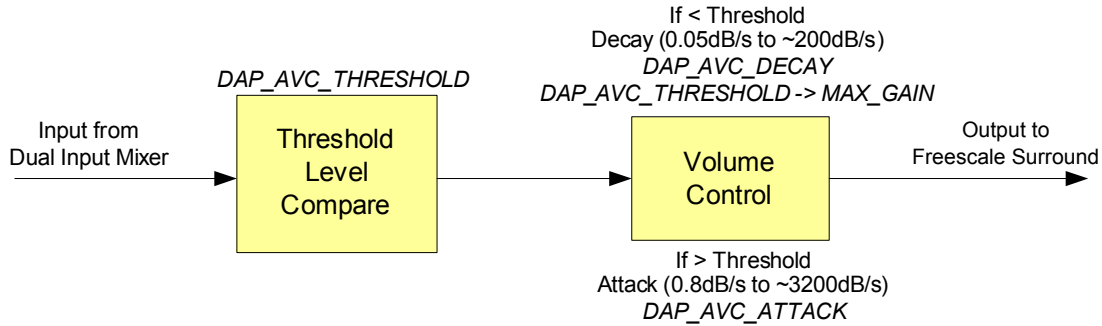 If < Threshold
Decay (0.05dB/s to ~200dB/s)
DAP_AVC_DECAY
DAP_AVC_THRESHOLD -> MAX_GAIN
DAP_AVC_THRESHOLD
Input from
Dual Input Mixer
Threshold
Level
Compare
Volume
Control
Output to
Freescale Surround
If > Threshold
Attack (0.8dB/s to ~3200dB/s)
DAP_AVC_ATTACK